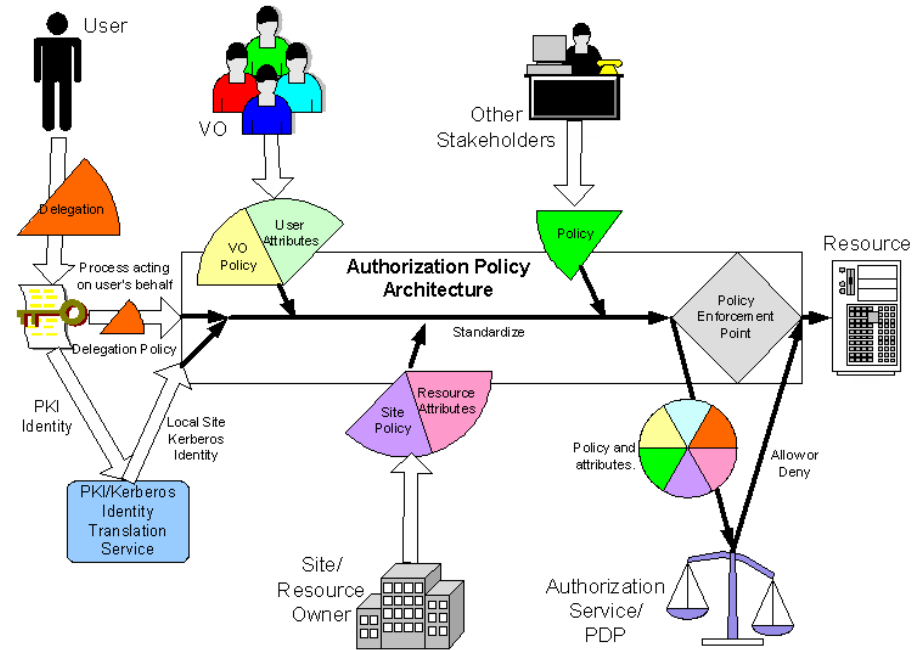 User
VO
Other
Stakeholders
Delegation
VO
Policy
User
Attributes
Policy
Resource
Process acting
on user's behalf
Authorization Policy
Architecture
Policy
Enforcement
Point
Standardize
Delegation Policy
PKI
Identity
Local Site
Kerberos
Identity
Site
Policy
Resource
Attributes
Policy and
attributes.
Allow or
Deny
PKI/Kerberos
Identity
Translation
Service
Site/
Resource
Owner
Authorization
Service/
PDP